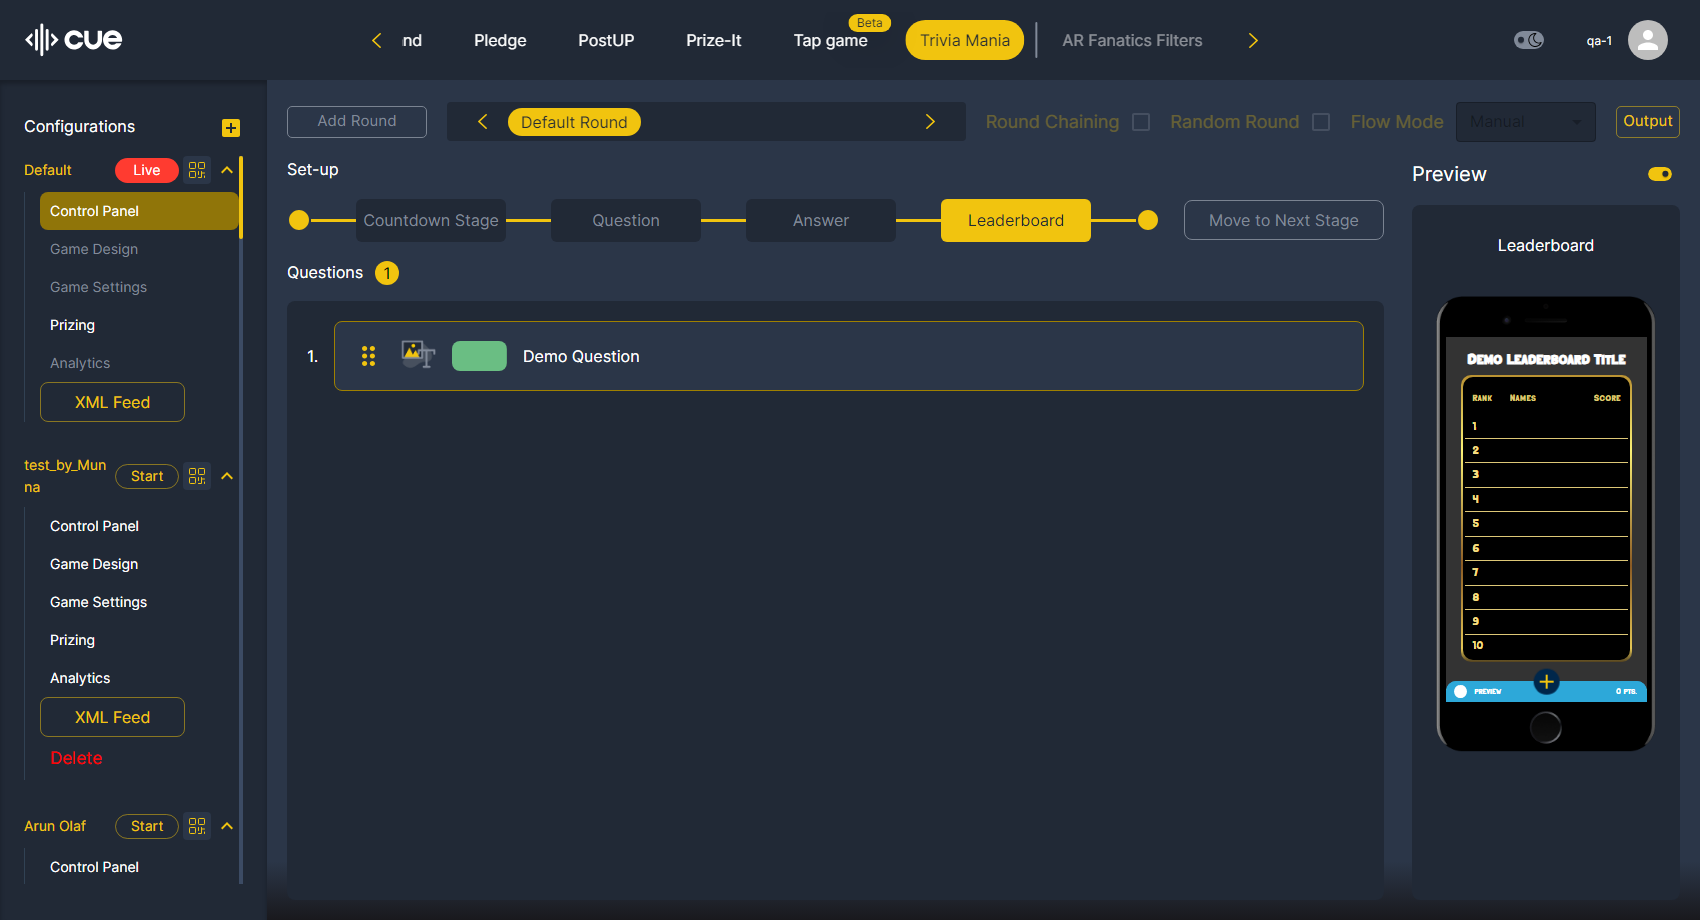 cue
nd
Pledge
PostUP
Prize-It
Tap game
Beta
Trivia Mania
AR Fanatics Filters
qa-1
Configurations
Default
Live
Control Panel
Game Design
Game Settings
Prizing
Analytics
XML Feed
test_by_Mun
na
Start
Control Panel
Game Design
Game Settings
Prizing
Analytics
XML Feed
Delete
Arun Olaf
Start
Control Panel
Add Round
Default Round
Round Chaining
Random Round
Flow Mode
Manual
Output
Set-up
Countdown Stage
Question
Answer
Leaderboard
Move to Next Stage
Questions 1
1.
Demo Question
Preview
Leaderboard
Demo Leaderboard Title
Rank Names Score
1
2
3
4
5
6
7
8
9
10
PREVIEW
0 PTS.